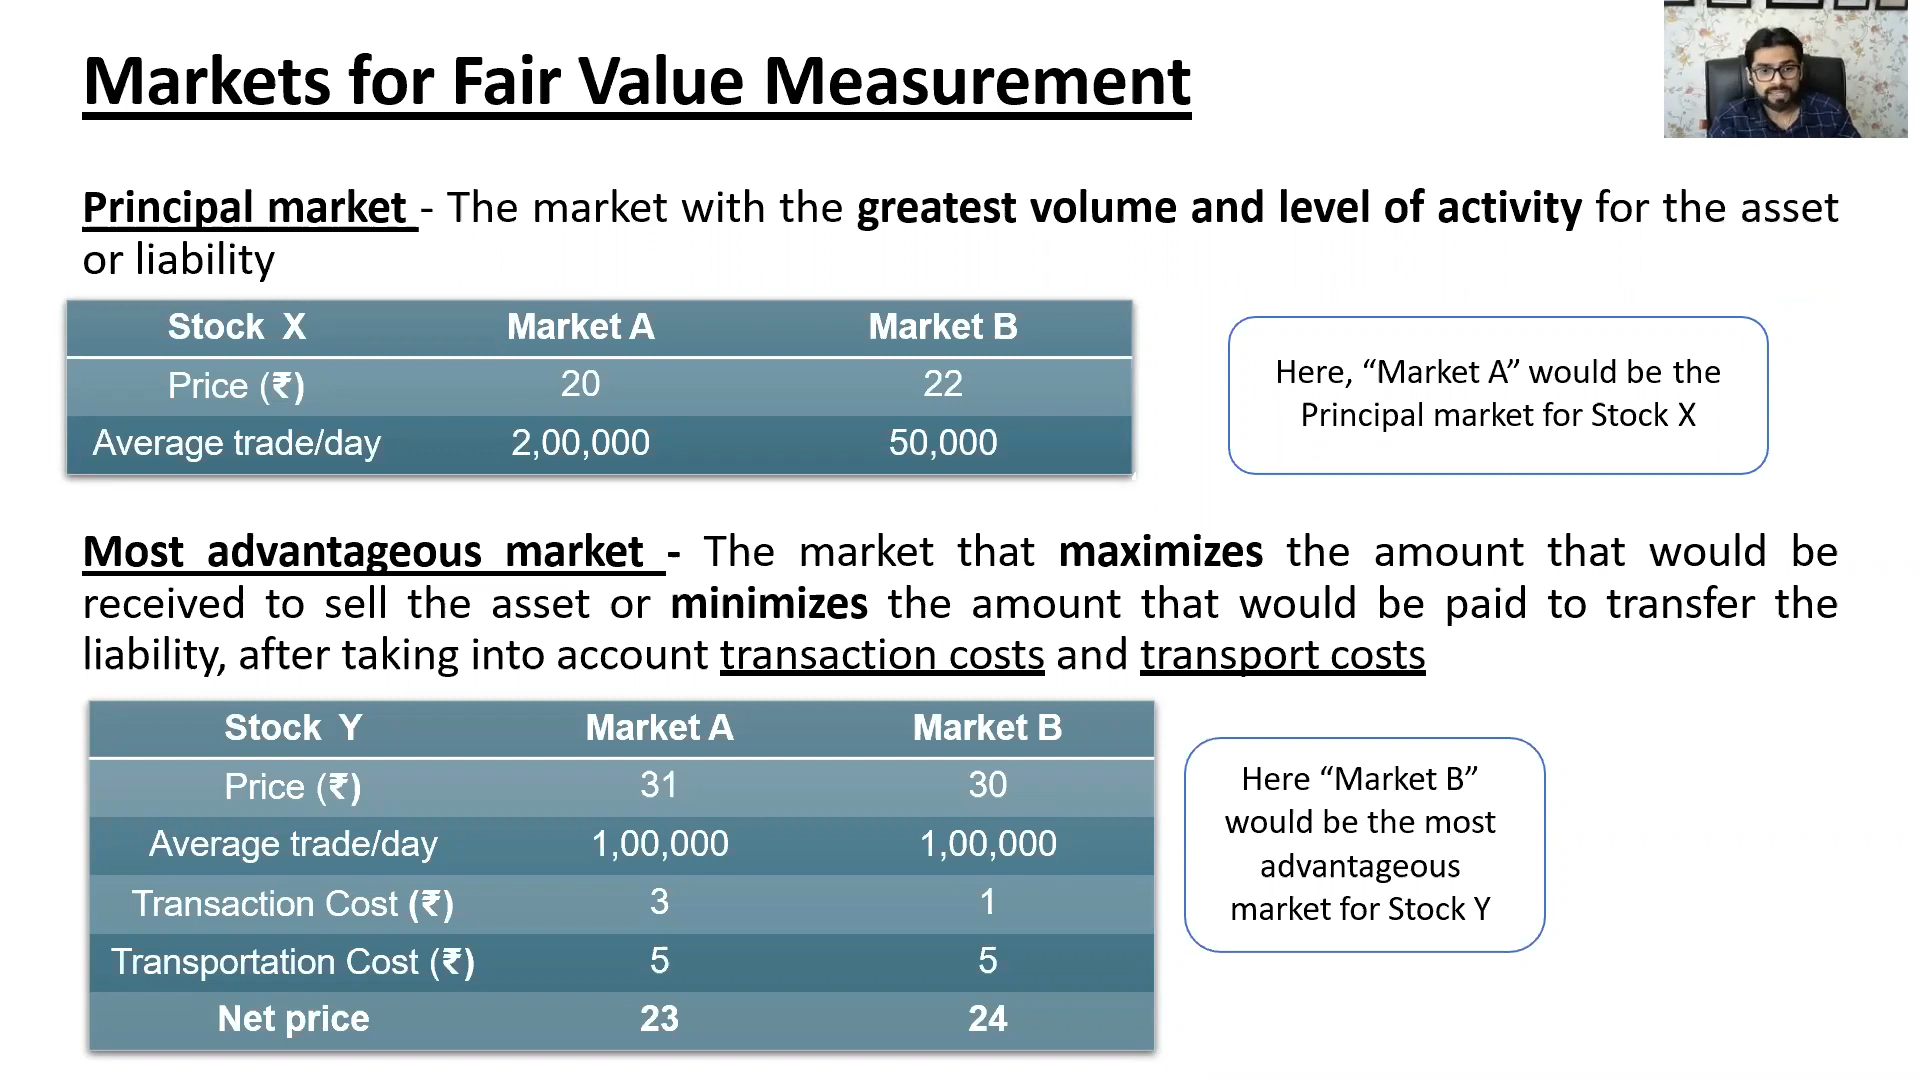 Markets for Fair Value Measurement
Principal market - The market with the greatest volume and level of activity for the asset
or liability
Stock X Market A Market B
Price (₹) 20 22
Average trade/day 2,00,000 50,000
Here, “Market A” would be the
Principal market for Stock X
Most advantageous market - The market that maximizes the amount that would be
received to sell the asset or minimizes the amount that would be paid to transfer the
liability, after taking into account transaction costs and transport costs
Stock Y Market A Market B
Price (₹) 31 30
Average trade/day 1,00,000 1,00,000
Transaction Cost (₹) 3 1
Transportation Cost (₹) 5 5
Net price 23 24
Here “Market B”
would be the most
advantageous
market for Stock Y